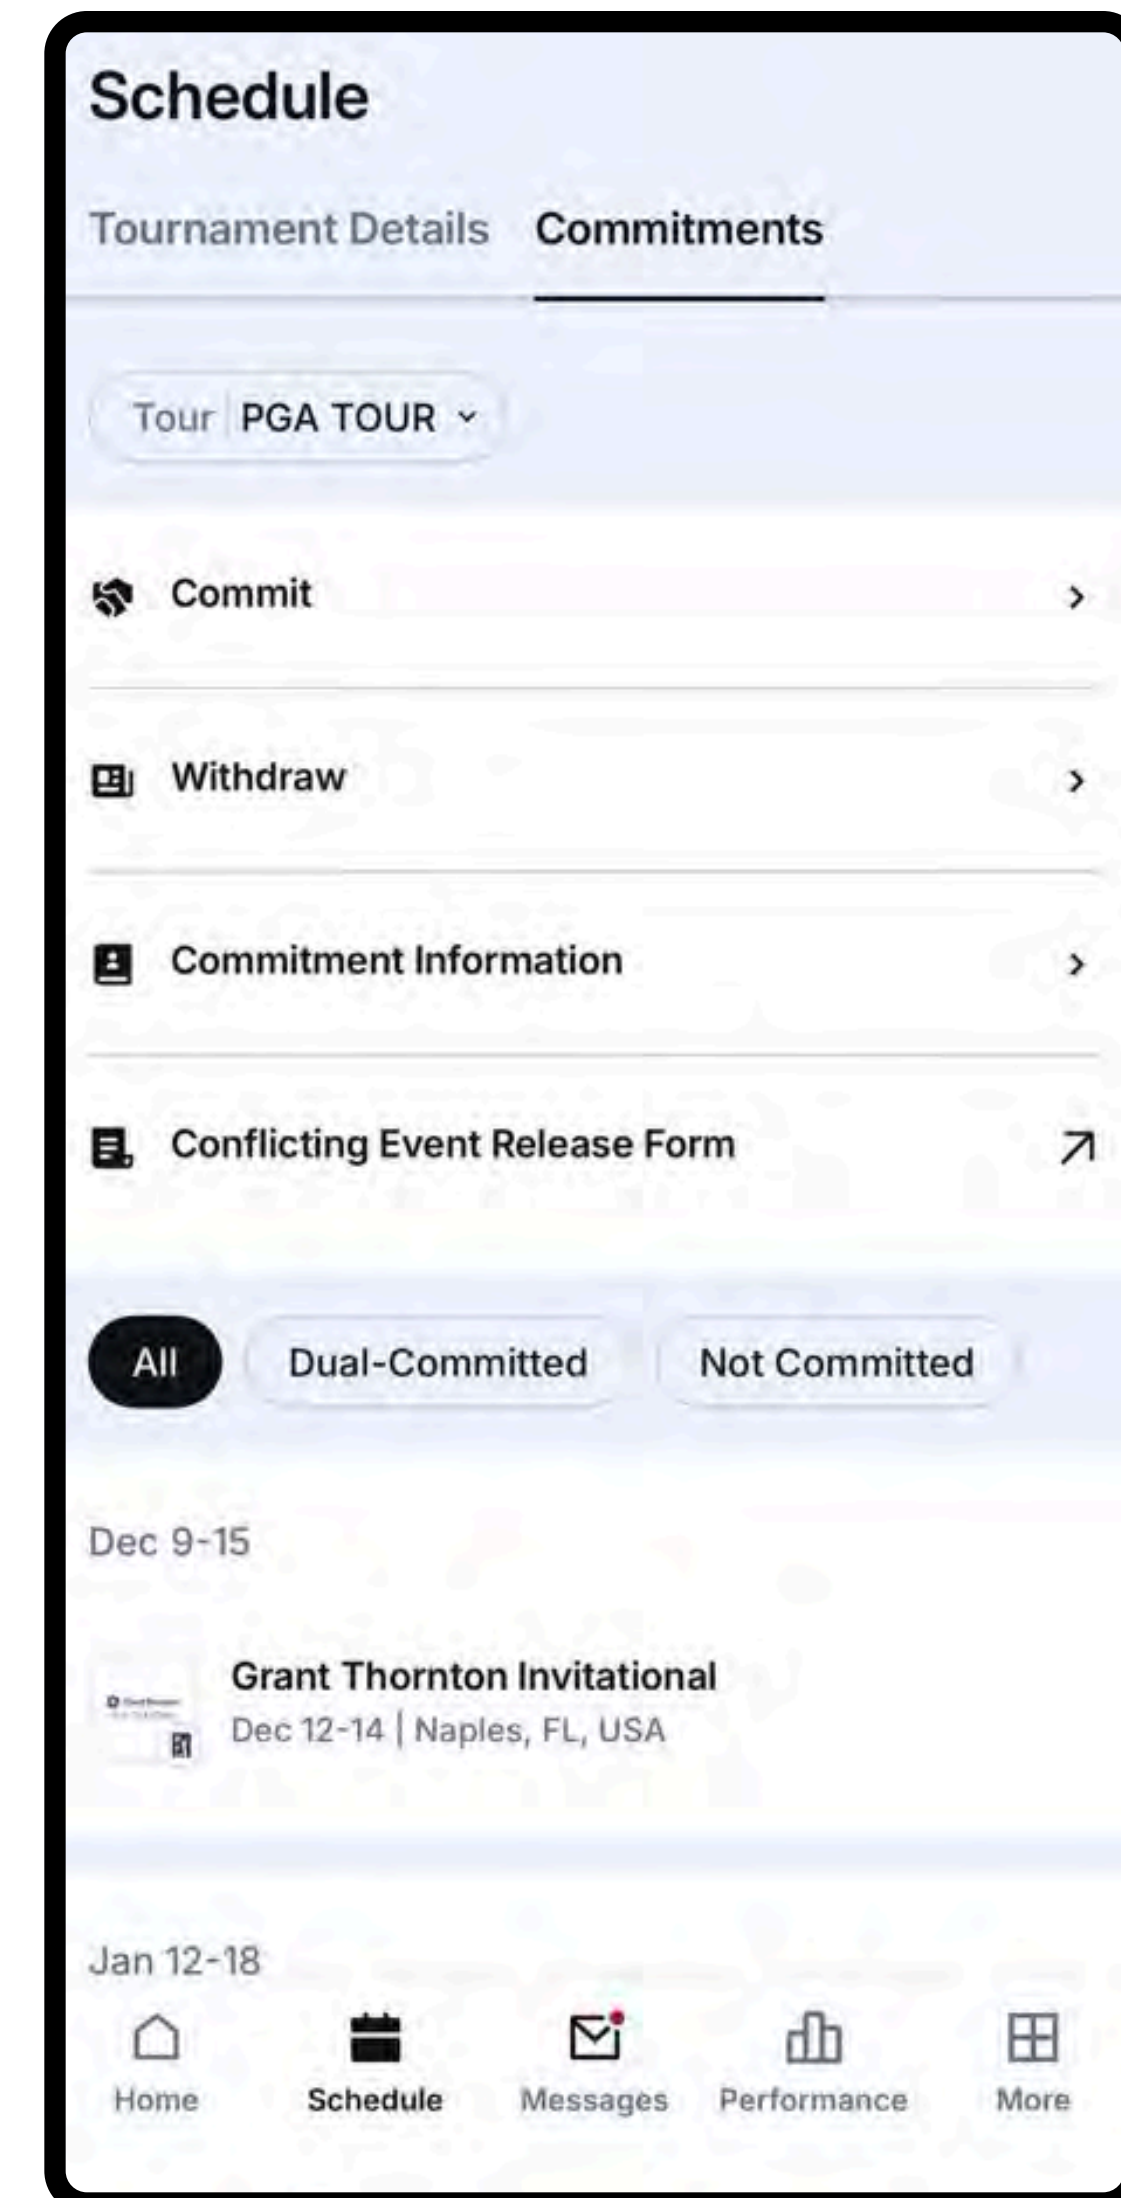 Schedule
Tournament Details Commitments
Tour PGA TOUR
Commit
Withdraw
Commitment Information
Conflicting Event Release Form
All Dual-Committed Not Committed
Dec 9-15
Grant Thornton Invitational
Dec 12-14 | Naples, FL, USA
Jan 12-18
Home Schedule Messages Performance More